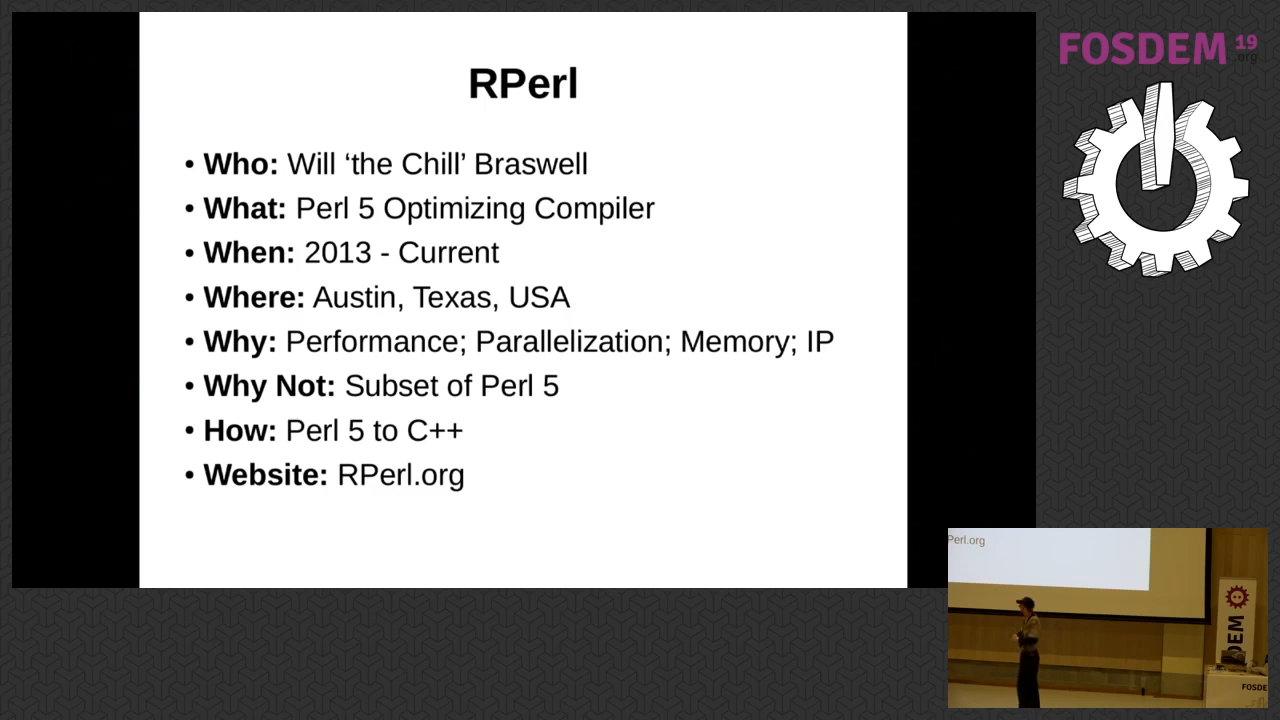 RPerl
• Who: Will ‘the Chill’ Braswell
• What: Perl 5 Optimizing Compiler
• When: 2013 - Current
• Where: Austin, Texas, USA
• Why: Performance; Parallelization; Memory; IP
• Why Not: Subset of Perl 5
• How: Perl 5 to C++
• Website: RPerl.org
FOSDEM 19
.org
Perl.org
DEM
FOSDE